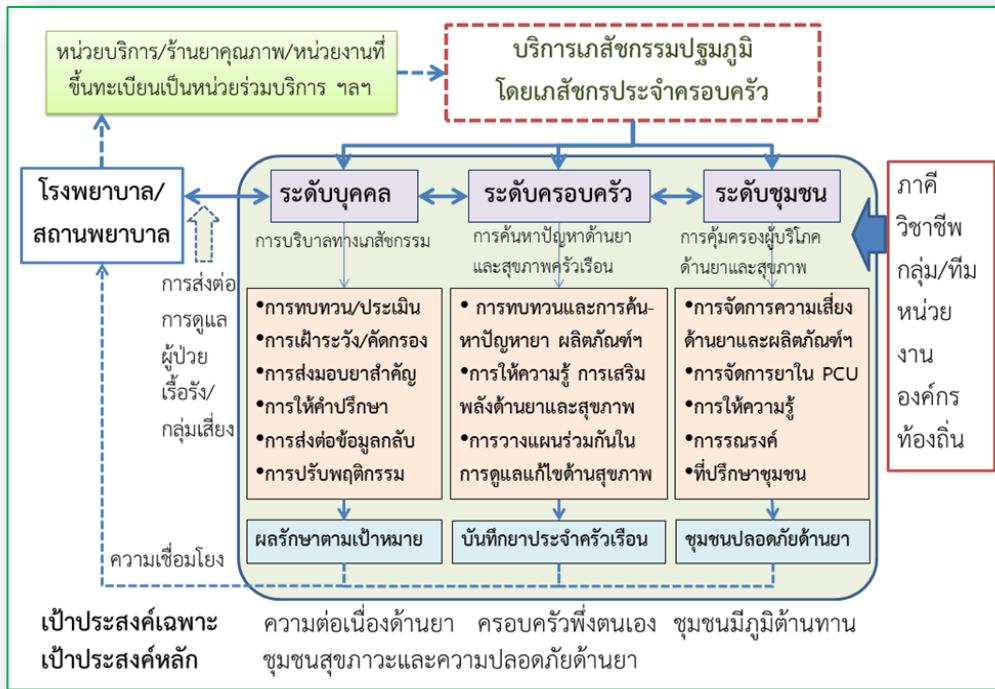 หน่วยบริการ/ร้านยาคุณภาพ/หน่วยงานที่
ขึ้นทะเบียนเป็นหน่วยร่วมบริการ ฯลฯ
บริการเภสัชกรรมปฐมภูมิ
โดยเภสัชกรประจำครอบครัว
โรงพยาบาล/
สถานพยาบาล
ระดับบุคคล
ระดับครอบครัว
ระดับชุมชน
การบริบาลทางเภสัชกรรม
การค้นหาปัญหาด้านยา
และสุขภาพครัวเรือน
การคุ้มครองผู้บริโภค
ด้านยาและสุขภาพ
ภาคี
วิชาชีพ
กลุ่ม/ทีม
หน่วย
งาน
องค์กร
ท้องถิ่น
การส่งต่อ
การดูแล
ผู้ป่วย
เรื้อรัง/
กลุ่มเสี่ยง
•การทบทวน/ประเมิน
•การเฝ้าระวัง/คัดกรอง
•การส่งมอบยาสำคัญ
•การให้คำปรึกษา
•การส่งต่อข้อมูลกลับ
•การปรับพฤติกรรม
• การทบทวนและการค้น-
หาปัญหายา ผลิตภัณฑ์ฯ
•การให้ความรู้ การเสริม
พลังด้านยาและสุขภาพ
•การวางแผนร่วมกันใน
การดูแลแก้ไขด้านสุขภาพ
•การจัดการความเสี่ยง
ด้านยาและผลิตภัณฑ์ฯ
•การจัดการยาใน PCU
•การให้ความรู้
•การรณรงค์
•ที่ปรึกษาชุมชน
ผลรักษาตามเป้าหมาย
บันทึกยาประจำครัวเรือน
ชุมชนปลอดภัยด้านยา
ความเชื่อมโยง
เป้าประสงค์เฉพาะ ความต่อเนื่องด้านยา ครอบครัวพึ่งตนเอง ชุมชนมีภูมิต้านทาน
เป้าประสงค์หลัก ชุมชนสุขภาวะและความปลอดภัยด้านยา